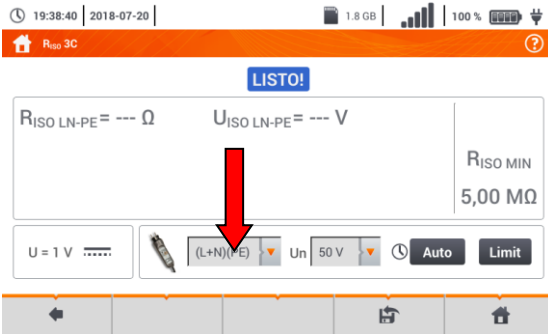 19:38:40 2018-07-20 1.8 GB 100 %
RISO 3C ?
LISTO!
RISO LN-PE= --- Ω UISO LN-PE= --- V
RISO MIN
5,00 MΩ
U = 1 V (L+N)(PE) Un 50 V Auto Limit